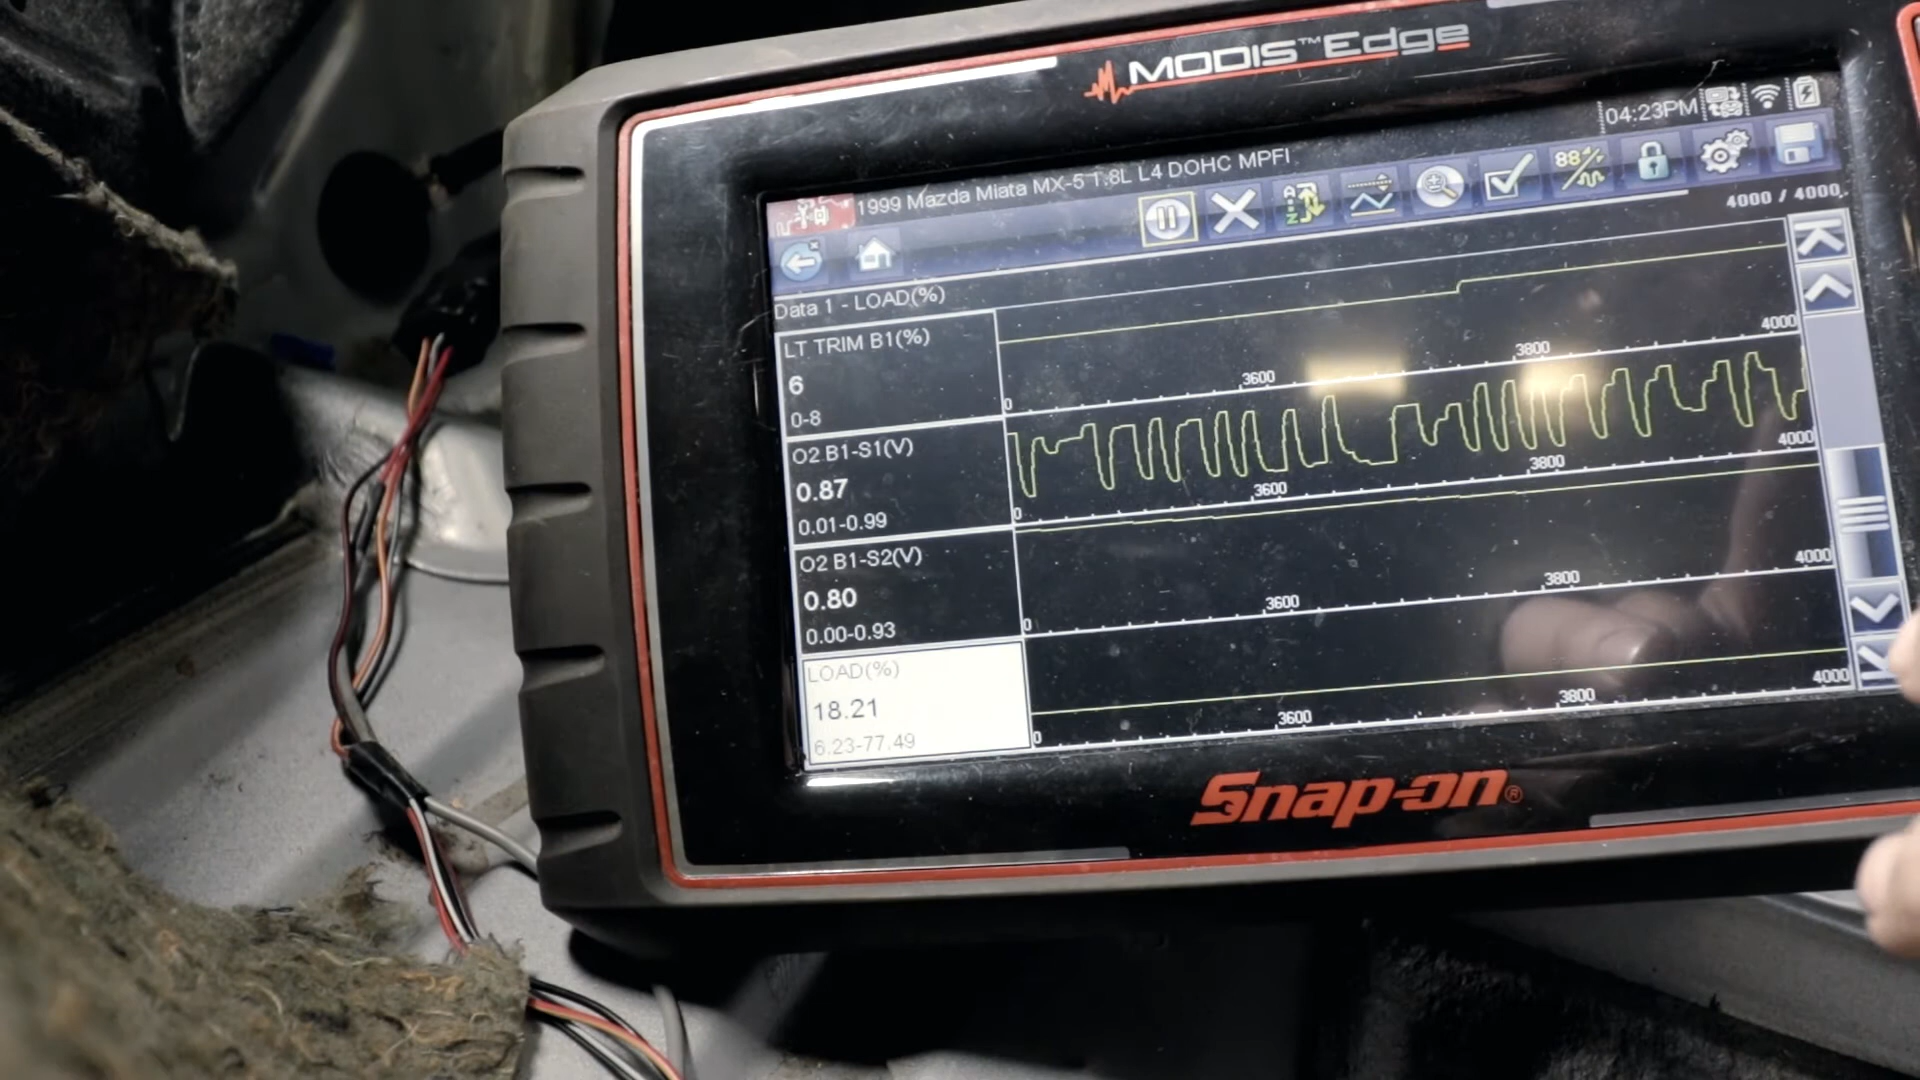 MODIS™Edge
04:23PM
1999 Mazda Miata MX-5 1.8L L4 DOHC MPFI
4000 / 4000
Data 1 - LOAD(%)
LT TRIM B1(%)
6
0-8
0 3600 3800 4000
O2 B1-S1(V)
0.87
0.01-0.99
0 3600 3800 4000
O2 B1-S2(V)
0.80
0.00-0.93
0 3600 3800 4000
LOAD(%)
18.21
6.23-77.49
0 3600 3800 4000
Snap-on®